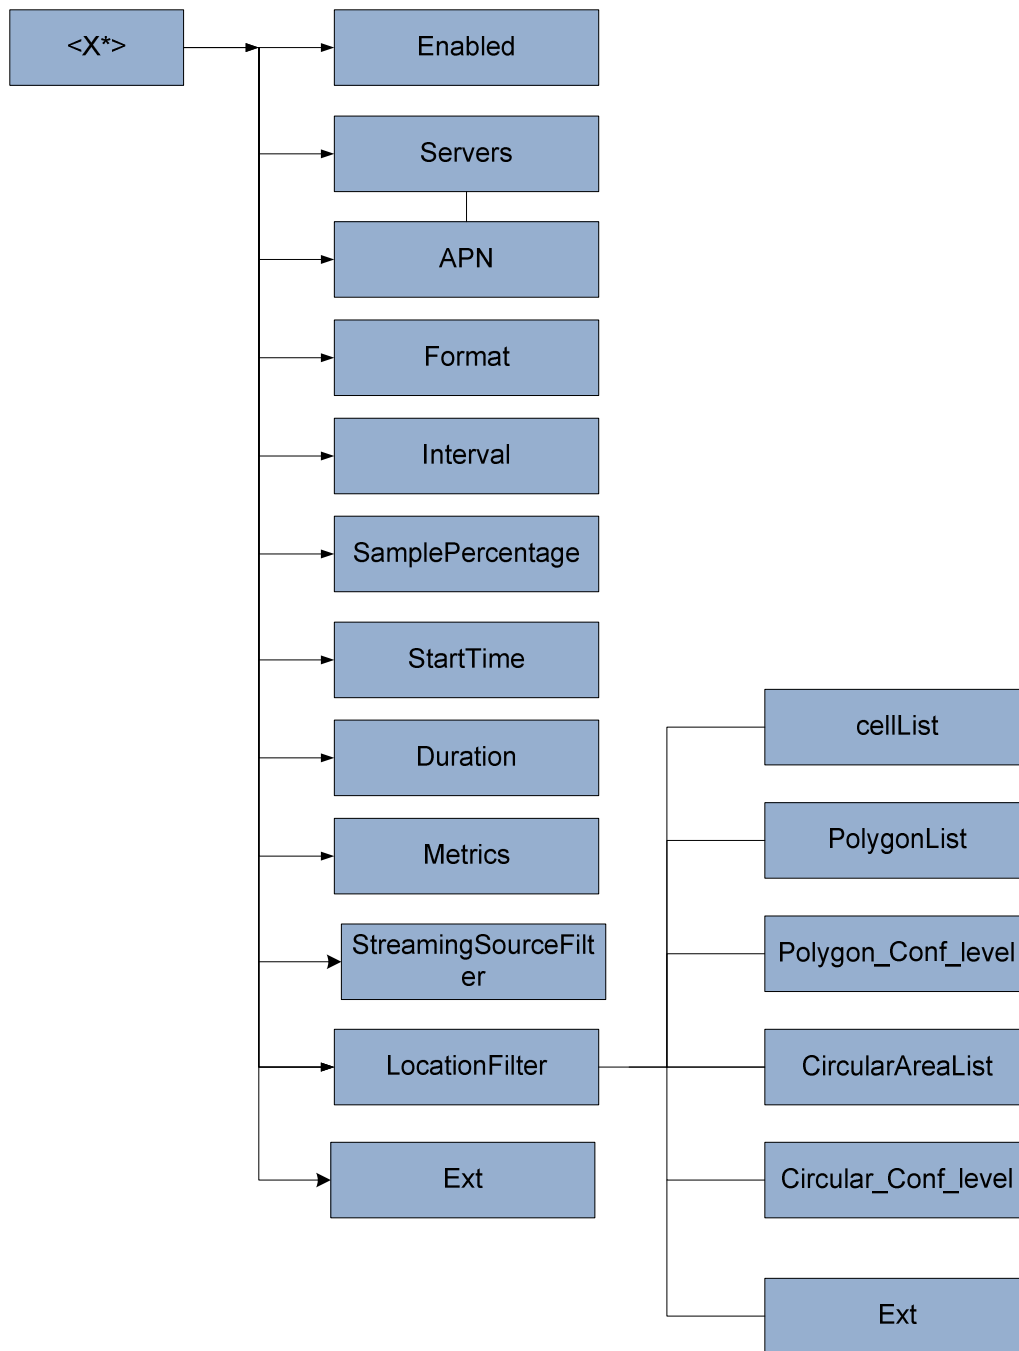 <X*>
Enabled
Servers
APN
Format
Interval
SamplePercentage
StartTime
Duration
Metrics
StreamingSourceFilt
er
LocationFilter
Ext
cellList
PolygonList
Polygon_Conf_level
CircularAreaList
Circular_Conf_level
Ext